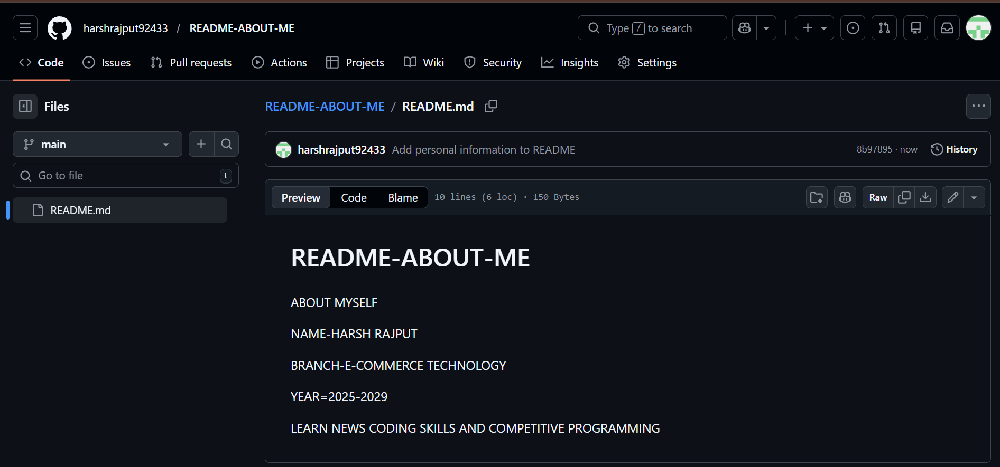 harshrajput92433 / README-ABOUT-ME
Type / to search
Code
Issues
Pull requests
Actions
Projects
Wiki
Security
Insights
Settings
Files
main
Go to file
t
README.md
README-ABOUT-ME / README.md
harshrajput92433 Add personal information to README
8b97895 · now
History
Preview
Code
Blame
10 lines (6 loc) · 150 Bytes
Raw
README-ABOUT-ME
ABOUT MYSELF
NAME-HARSH RAJPUT
BRANCH-E-COMMERCE TECHNOLOGY
YEAR=2025-2029
LEARN NEWS CODING SKILLS AND COMPETITIVE PROGRAMMING